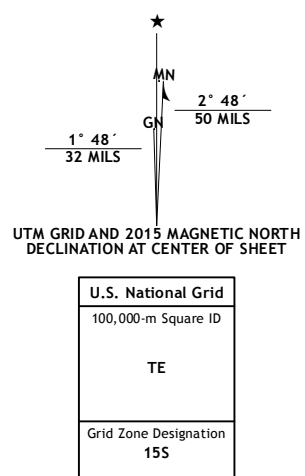 ★
MN
GN
2° 48´
50 MILS
1° 48´
32 MILS
UTM GRID AND 2015 MAGNETIC NORTH
DECLINATION AT CENTER OF SHEET
U.S. National Grid
100,000-m Square ID
TE
Grid Zone Designation
15S